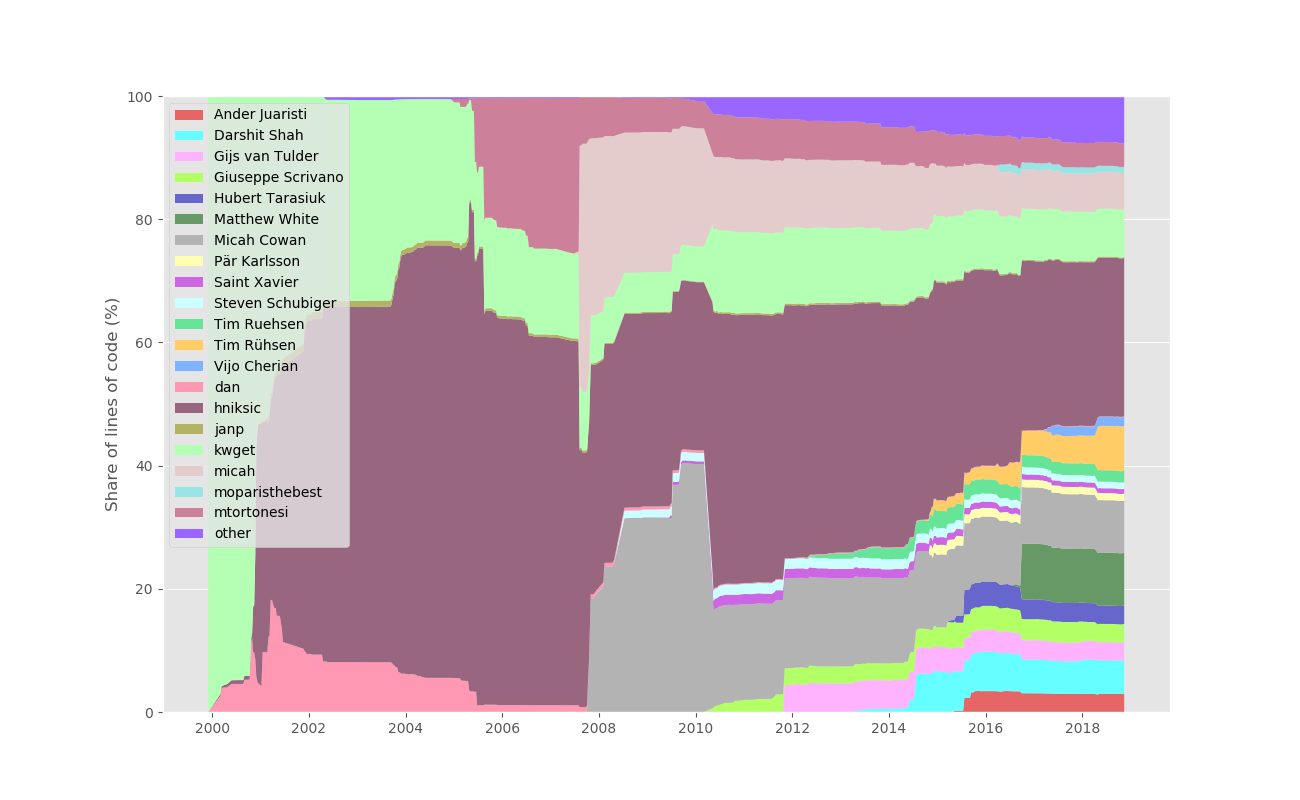 Share of lines of code (%)
100
80
60
40
20
0
Ander Juaristi
Darshit Shah
Gijs van Tulder
Giuseppe Scrivano
Hubert Tarasiuk
Matthew White
Micah Cowan
Pär Karlsson
Saint Xavier
Steven Schubiger
Tim Ruehsen
Tim Rühsen
Vijo Cherian
dan
hniksic
janp
kwget
micah
moparisthebest
mtortonesi
other
2000 2002 2004 2006 2008 2010 2012 2014 2016 2018